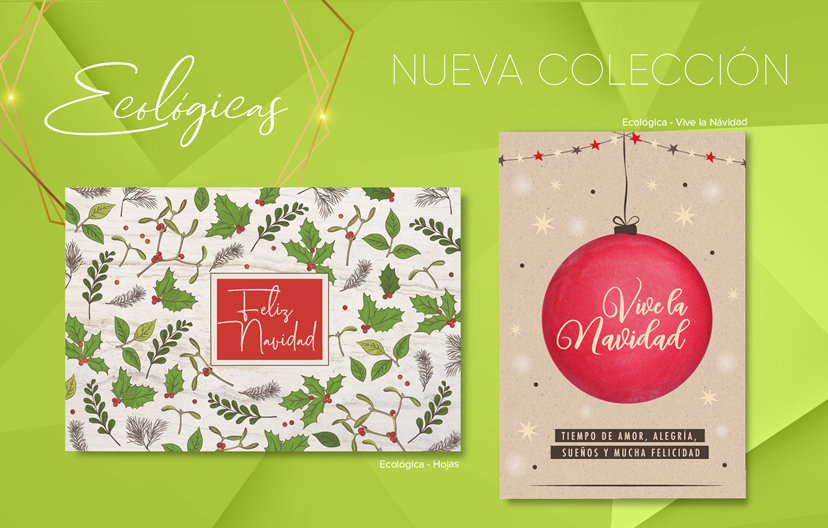 Ecológicas
NUEVA COLECCIÓN
Ecológica - Vive la Návidad
Feliz
Navidad
Ecológica - Hojas
Vive la
Navidad
TIEMPO DE AMOR, ALEGRÍA,
SUEÑOS Y MUCHA FELICIDAD